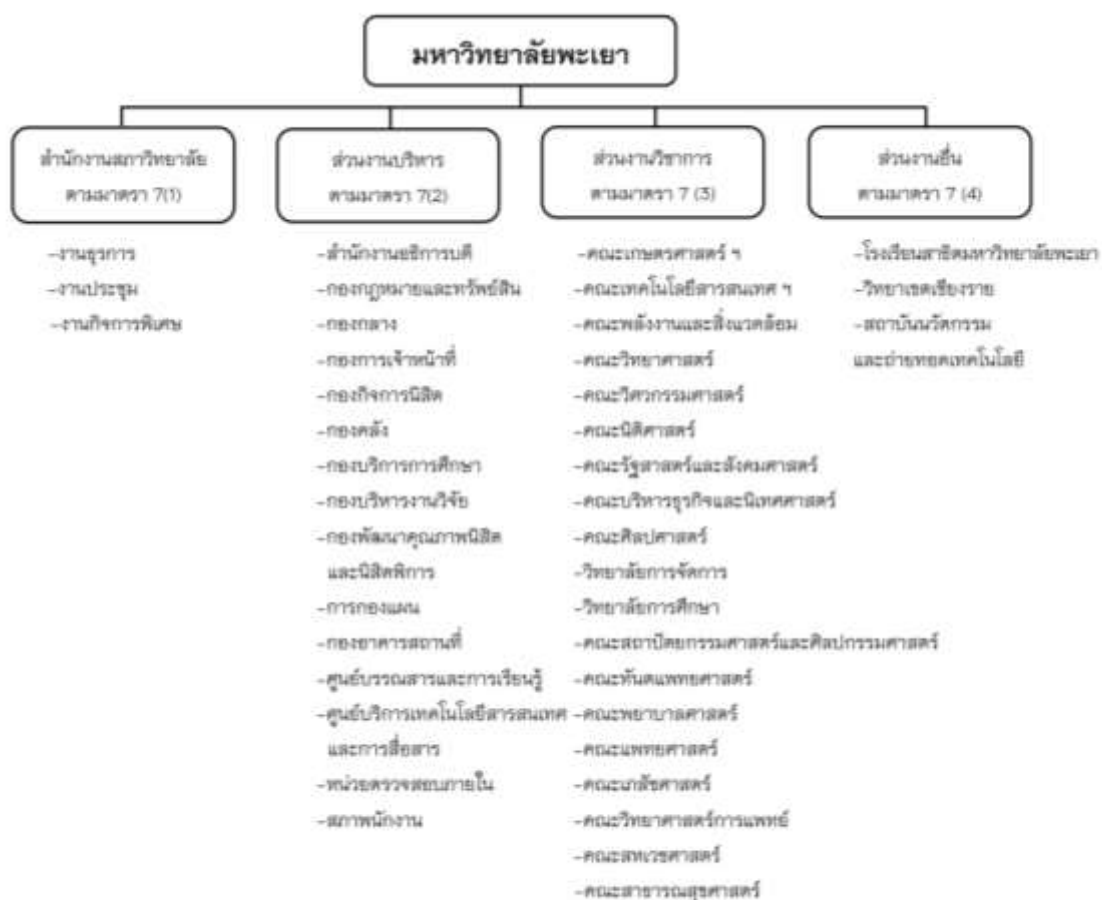 มหาวิทยาลัยพะเยา
สำนักงานสภาวิทยาลัย
ตามมาตรา 7(1)
-งานธุรการ
-งานประชุม
-งานกิจการพิเศษ
ส่วนงานบริหาร
ตามมาตรา 7(2)
-สำนักงานอธิการบดี
-กองกฎหมายและทรัพย์สิน
-กองกลาง
-กองการเจ้าหน้าที่
-กองกิจการนิสิต
-กองคลัง
-กองบริการการศึกษา
-กองบริหารงานวิจัย
-กองพัฒนาคุณภาพนิสิต
และนิสิตพิการ
-การกองแผน
-กองอาคารสถานที่
-ศูนย์บรรณสารและการเรียนรู้
-ศูนย์บริการเทคโนโลยีสารสนเทศ
และการสื่อสาร
-หน่วยตรวจสอบภายใน
-สภาพนักงาน
ส่วนงานวิชาการ
ตามมาตรา 7 (3)
-คณะเกษตรศาสตร์ ฯ
-คณะเทคโนโลยีสารสนเทศ ฯ
-คณะพลังงานและสิ่งแวดล้อม
-คณะวิทยาศาสตร์
-คณะวิศวกรรมศาสตร์
-คณะนิติศาสตร์
-คณะรัฐสาสตร์และสังคมศาสตร์
-คณะบริหารธุรกิจและนิเทศศาสตร์
-คณะศิลปศาสตร์
-วิทยาลัยการจัดการ
-วิทยาลัยการศึกษา
-คณะสถาปัตยกรรมศาสตร์และศิลปกรรมศาสตร์
-คณะทันตแพทยศาสตร์
-คณะพยาบาลศาสตร์
-คณะแพทยศาสตร์
-คณะเภสัชศาสตร์
-คณะวิทยาศาสตร์การแพทย์
-คณะสหเวชศาสตร์
-คณะสาธารณสุขศาสตร์
ส่วนงานอื่น
ตามมาตรา 7 (4)
-โรงเรียนสาธิตมหาวิทยาลัยพะเยา
-วิทยาเขตเชียงราย
-สถาบันนวัตกรรม
และถ่ายทอดเทคโนโลยี